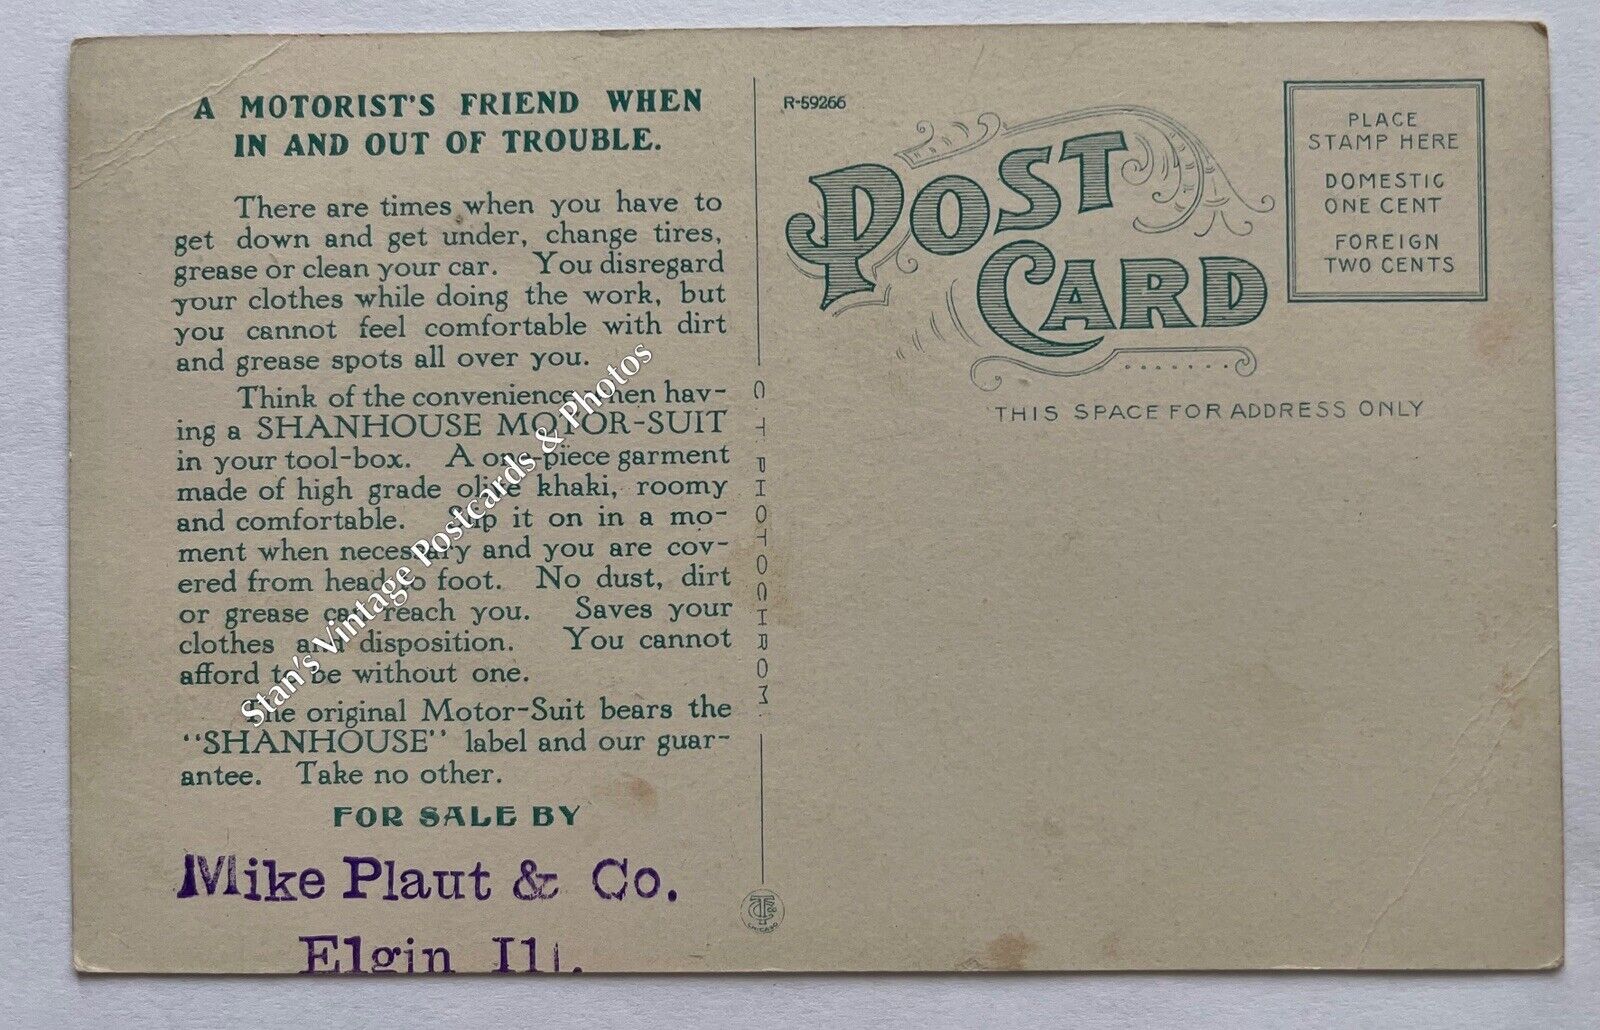 A MOTORIST'S FRIEND WHEN
IN AND OUT OF TROUBLE.
There are times when you have to
get down and get under, change tires,
grease or clean your car. You disregard
your clothes while doing the work, but
you cannot feel comfortable with dirt
and grease spots all over you.
Think of the convenience when hav-
ing a SHANHOUSE MOTOR-SUIT
in your tool-box. A one-piece garment
made of high grade olive khaki, roomy
and comfortable. Slip it on in a mo-
ment when necessary and you are cov-
ered from head to foot. No dust, dirt
or grease can reach you. Saves your
clothes and disposition. You cannot
afford to be without one.
The original Motor-Suit bears the
"SHANHOUSE" label and our guar-
antee. Take no other.
FOR SALE BY
Mike Plaut & Co.
Elgin Ill.
Stan's Vintage Postcards & Photos
C. T. PHOTOCHROM
R-59266
POST
CARD
THIS SPACE FOR ADDRESS ONLY
PLACE
STAMP HERE
DOMESTIC
ONE CENT
FOREIGN
TWO CENTS
CHICAGO